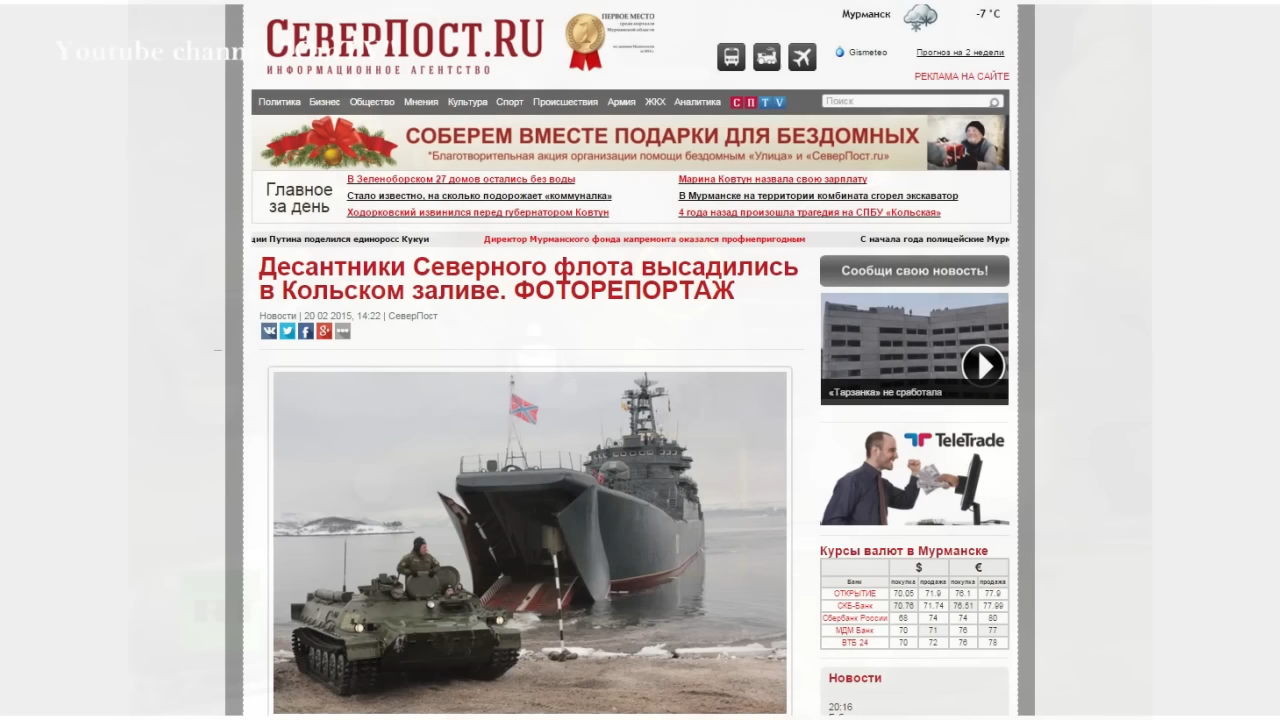 Youtube chann
СЕВЕРПОСТ.RU
ИНФОРМАЦИОННОЕ АГЕНТСТВО
ПЕРВОЕ МЕСТО
Мурманск -7 °C
Gismeteo Прогноз на 2 недели
РЕКЛАМА НА САЙТЕ
Политика Бизнес Общество Мнения Культура Спорт Происшествия Армия ЖКХ Аналитика СПTV Поиск
СОБЕРЕМ ВМЕСТЕ ПОДАРКИ ДЛЯ БЕЗДОМНЫХ
*Благотворительная акция организации помощи бездомным «Улица» и «СеверПост.ru»
Главное
за день
В Зеленоборском 27 домов остались без воды
Стало известно, на сколько подорожает «коммуналка»
Ходорковский извинился перед губернатором Ковтун
Марина Ковтун назвала свою зарплату
В Мурманске на территории комбината сгорел экскаватор
4 года назад произошла трагедия на СПБУ «Кольская»
ции Путина поделился единоросс Кукуи Директор Мурманского фонда капремонта оказался профнепригодным С начала года полицейские Мурм
Десантники Северного флота высадились
в Кольском заливе. ФОТОРЕПОРТАЖ
Новости | 20 02 2015, 14:22 | СеверПост
Сообщи свою новость!
«Тарзанка» не сработала
TeleTrade
Курсы валют в Мурманске
$ €
Банк покупка продажа покупка продажа
ОТКРЫТИЕ 70.05 71.9 76.1 77.9
СКБ-Банк 70.76 71.74 76.51 77.99
Сбербанк России 68 74 74 80
МДМ Банк 70 71 76 77
ВТБ 24 70 72 76 78
Новости
20:16